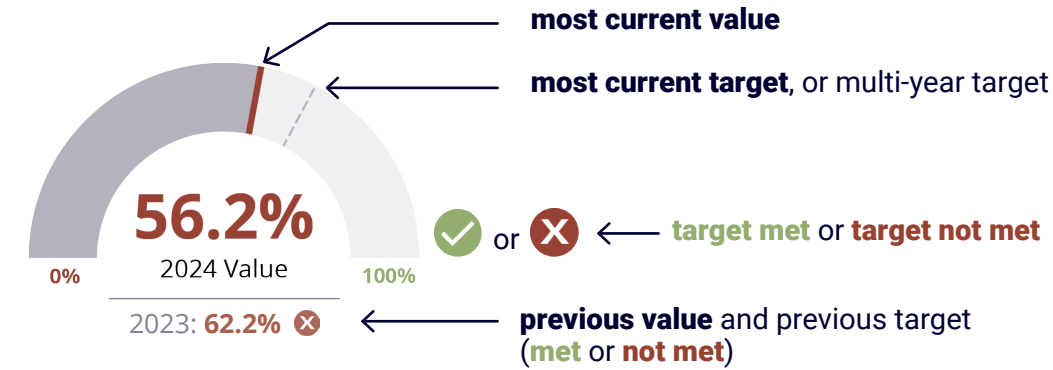 most current value
most current target, or multi-year target
56.2%
2024 Value
0%
100%
or
target met or target not met
2023: 62.2%
previous value and previous target
(met or not met)